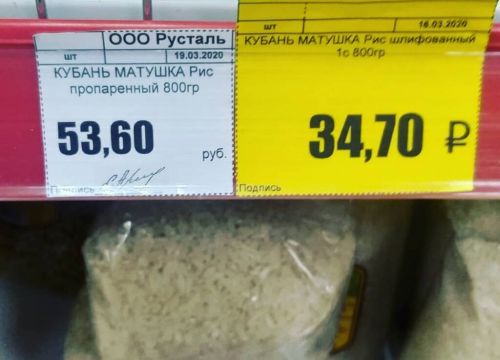 ООО Русталь
шт 19.03.2020
КУБАНЬ МАТУШКА Рис
пропаренный 800гр
53,60
руб.
Подпись
шт 16.03.2020
КУБАНЬ МАТУШКА Рис шлифованный
1с 800гр
34,70 ₽
Подпись